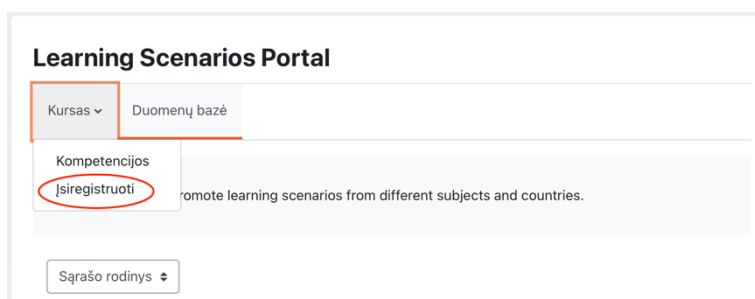 Learning Scenarios Portal
Kursas Duomenų bazė
Kompetencijos
Įsiregistruoti
romote learning scenarios from different subjects and countries.
Sąrašo rodinys